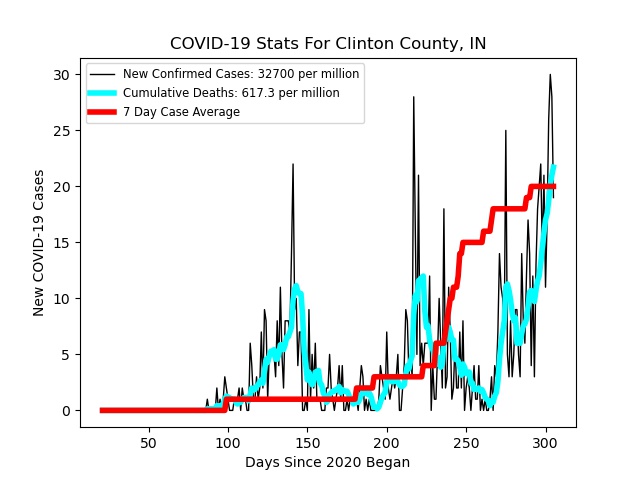 COVID-19 Stats For Clinton County, IN
New Confirmed Cases: 32700 per million
Cumulative Deaths: 617.3 per million
7 Day Case Average
New COVID-19 Cases
30
25
20
15
10
5
0
50 100 150 200 250 300
Days Since 2020 Began